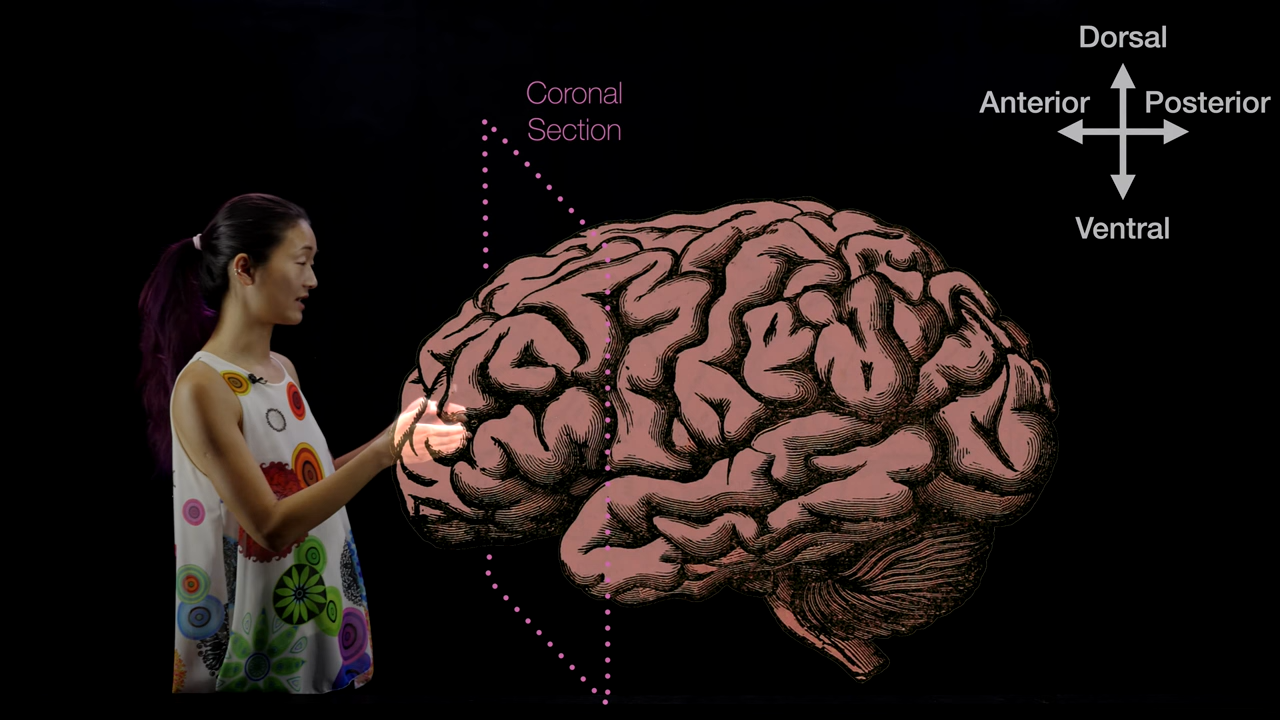 Dorsal
Anterior Posterior
Ventral
Coronal
Section